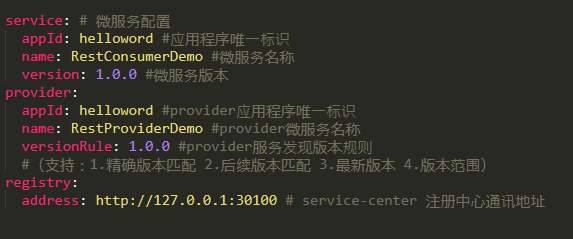 service: # 微服务配置
appId: helloword #应用程序唯一标识
name: RestConsumerDemo #微服务名称
version: 1.0.0 #微服务版本
provider:
appId: helloword #provider应用程序唯一标识
name: RestProviderDemo #provider微服务名称
versionRule: 1.0.0 #provider服务发现版本规则
#（支持：1.精确版本匹配 2.后续版本匹配 3.最新版本 4.版本范围）
registry:
address: http://127.0.0.1:30100 # service-center 注册中心通讯地址